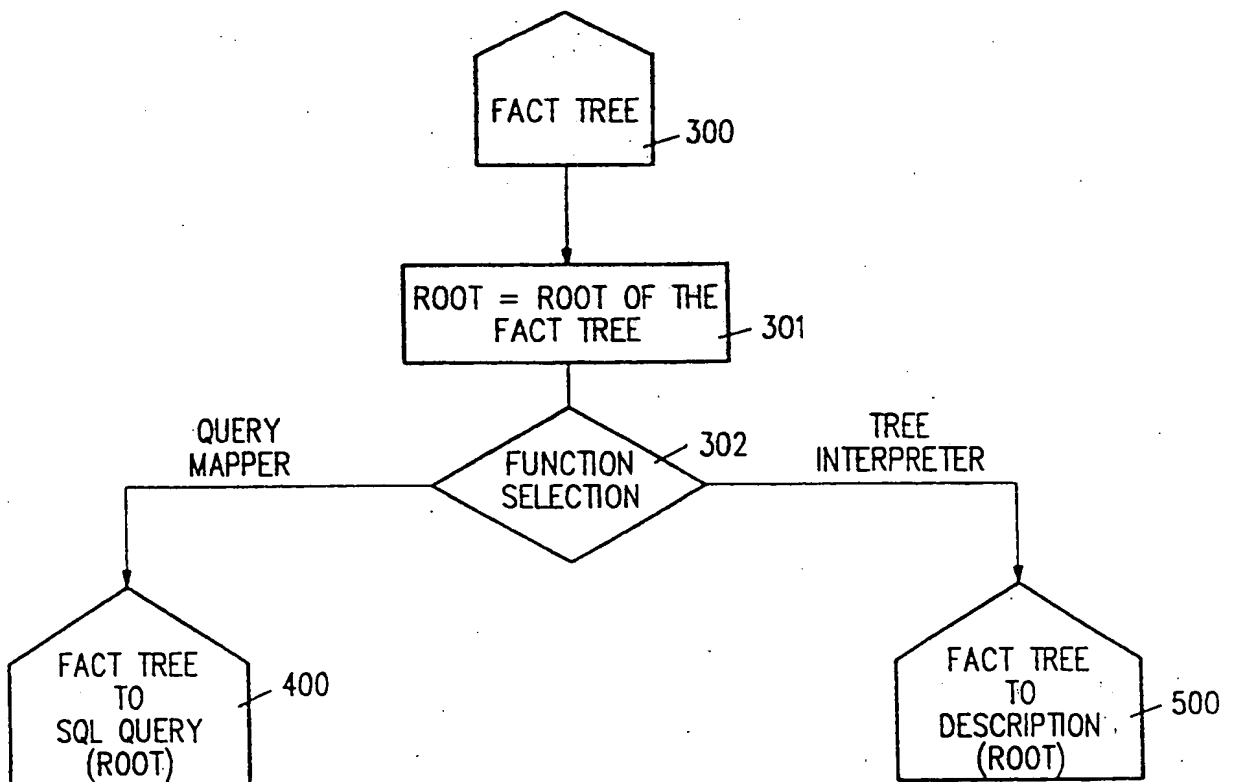 FACT TREE
300
ROOT = ROOT OF THE
FACT TREE
301
QUERY
MAPPER
FUNCTION
SELECTION
302
TREE
INTERPRETER
FACT TREE
TO
SQL QUERY
(ROOT)
400
FACT TREE
TO
DESCRIPTION
(ROOT)
500